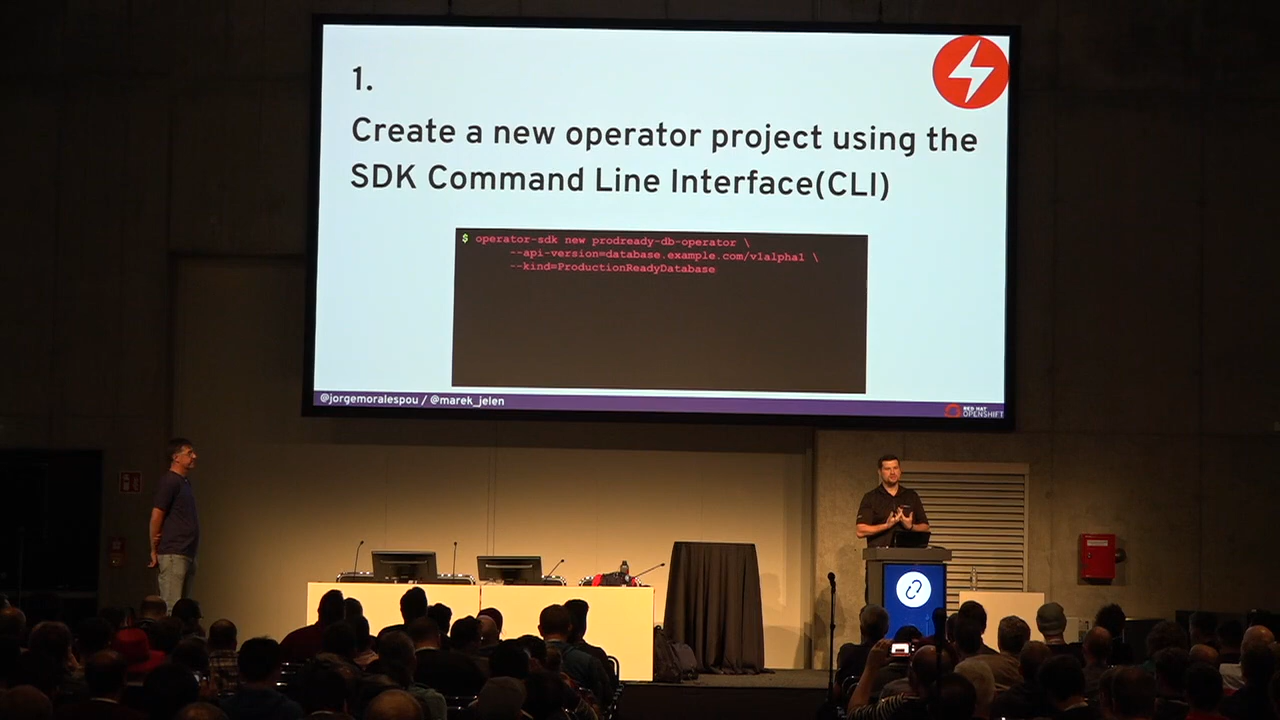 1.
Create a new operator project using the
SDK Command Line Interface(CLI)
$ operator-sdk new prodready-db-operator \
--api-version=database.example.com/v1alpha1 \
--kind=ProductionReadyDatabase
@jorgemoralespou / @marek_jelen
RED HAT
OPENSHIFT